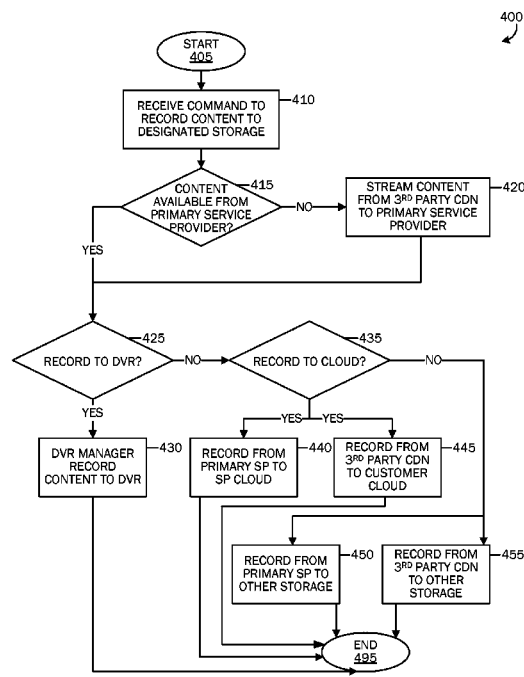 400
START
405
RECEIVE COMMAND TO
RECORD CONTENT TO
DESIGNATED STORAGE
410
CONTENT
AVAILABLE FROM
PRIMARY SERVICE
PROVIDER?
415
NO
STREAM CONTENT
FROM 3RD PARTY CDN
TO PRIMARY SERVICE
PROVIDER
420
YES
RECORD TO DVR?
425
NO
RECORD TO CLOUD?
435
NO
YES
YES
YES
DVR MANAGER
RECORD
CONTENT TO DVR
430
RECORD FROM
PRIMARY SP TO
SP CLOUD
440
RECORD FROM
3RD PARTY CDN
TO CUSTOMER
CLOUD
445
RECORD FROM
PRIMARY SP TO
OTHER STORAGE
450
RECORD FROM
3RD PARTY CDN
TO OTHER
STORAGE
455
END
495